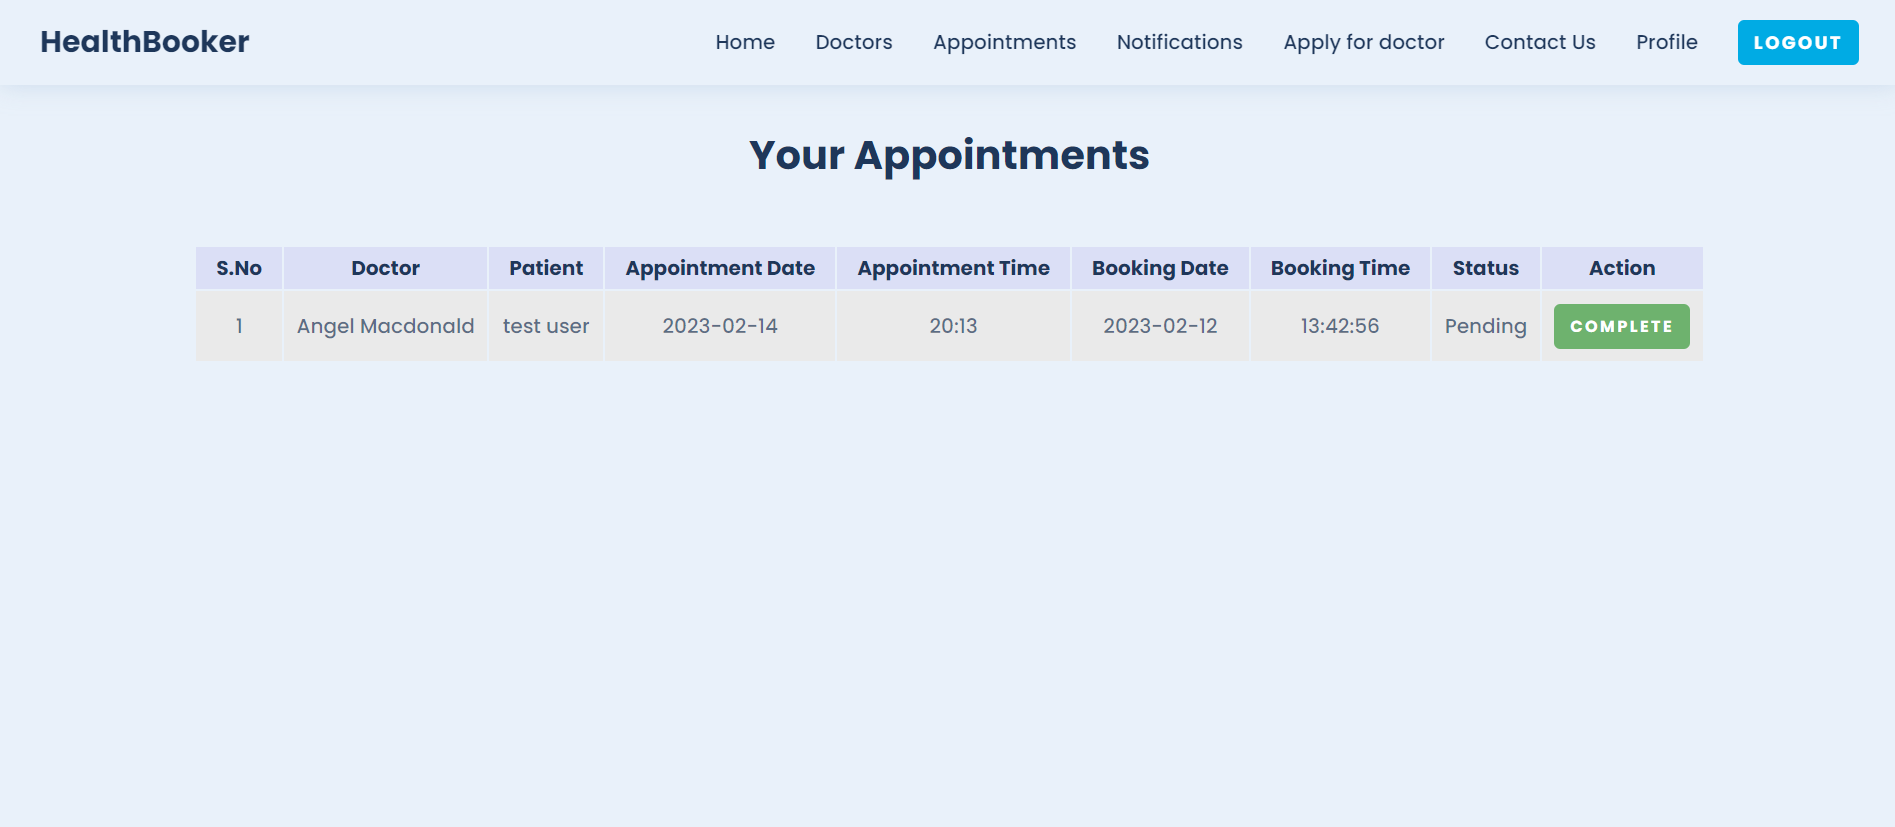 HealthBooker Home Doctors Appointments Notifications Apply for doctor Contact Us Profile LOGOUT
Your Appointments
S.No Doctor Patient Appointment Date Appointment Time Booking Date Booking Time Status Action
1 Angel Macdonald test user 2023-02-14 20:13 2023-02-12 13:42:56 Pending COMPLETE